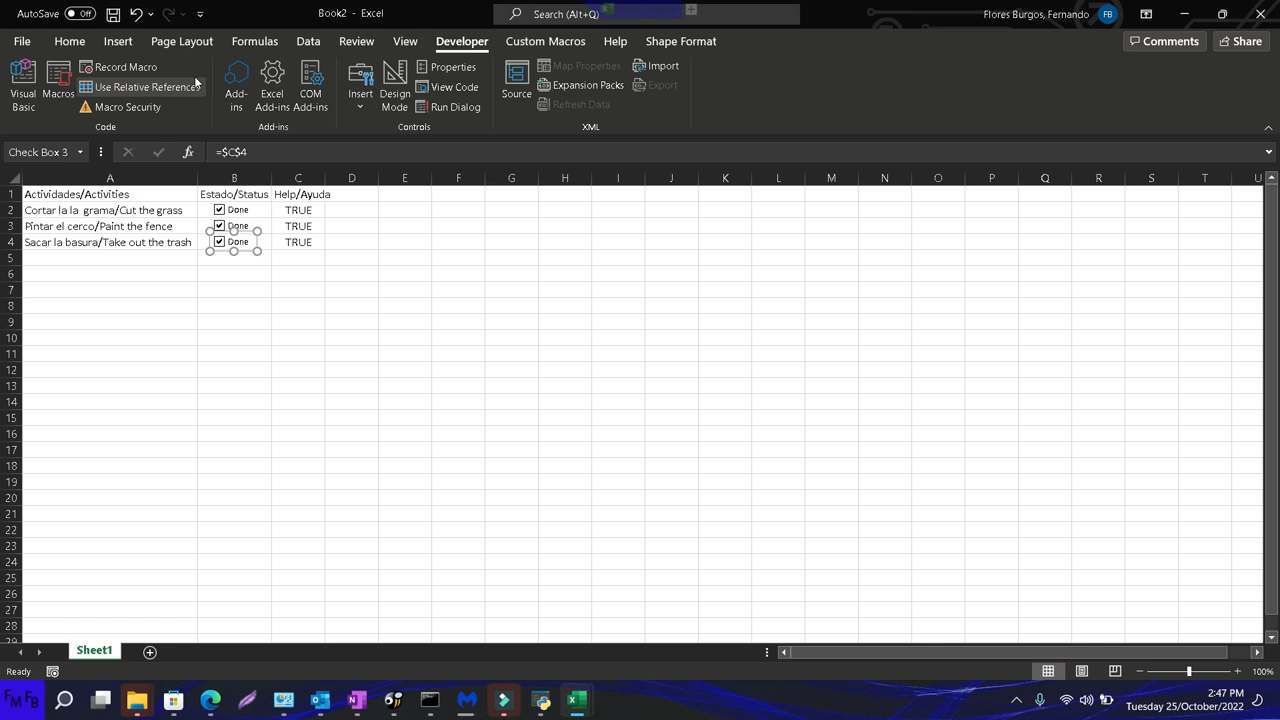 AutoSave Off Book2 - Excel Search (Alt+Q) Flores Burgos, Fernando FB
File Home Insert Page Layout Formulas Data Review View Developer Custom Macros Help Shape Format Comments Share
Visual Basic Macros Record Macro Use Relative References Macro Security Code
Add-ins Excel Add-ins COM Add-ins Add-ins
Insert Design Mode Properties View Code Run Dialog Controls
Source Map Properties Expansion Packs Refresh Data Import Export XML
Check Box 3 fx =$C$4
A B C D E F G H I J K L M N O P Q R S T U
1 Actividades/Activities Estado/Status Help/Ayuda
2 Cortar la la grama/Cut the grass Done TRUE
3 Pintar el cerco/Paint the fence Done TRUE
4 Sacar la basura/Take out the trash Done TRUE
5
6
7
8
9
10
11
12
13
14
15
16
17
18
19
20
21
22
23
24
25
26
27
28
29
Sheet1
Ready 100%
FM FB 2:47 PM
Tuesday 25/October/2022